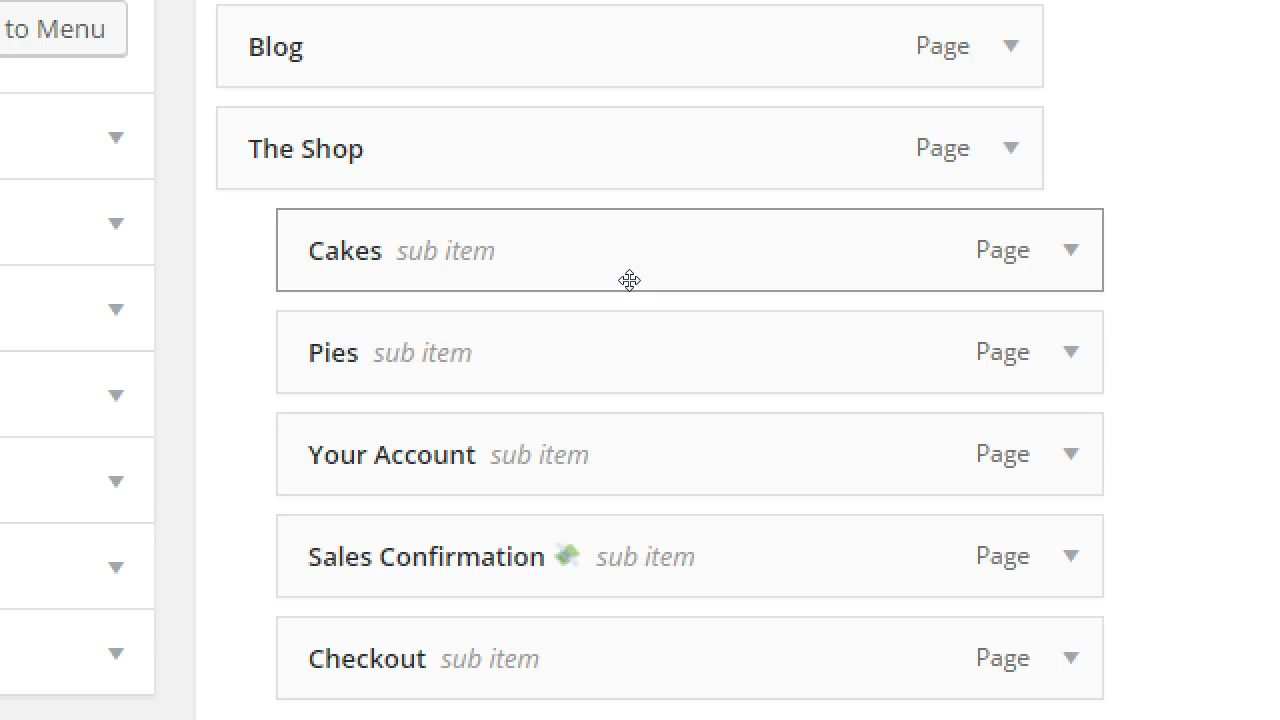 to Menu
Blog Page
The Shop Page
Cakes sub item Page
Pies sub item Page
Your Account sub item Page
Sales Confirmation 💸 sub item Page
Checkout sub item Page